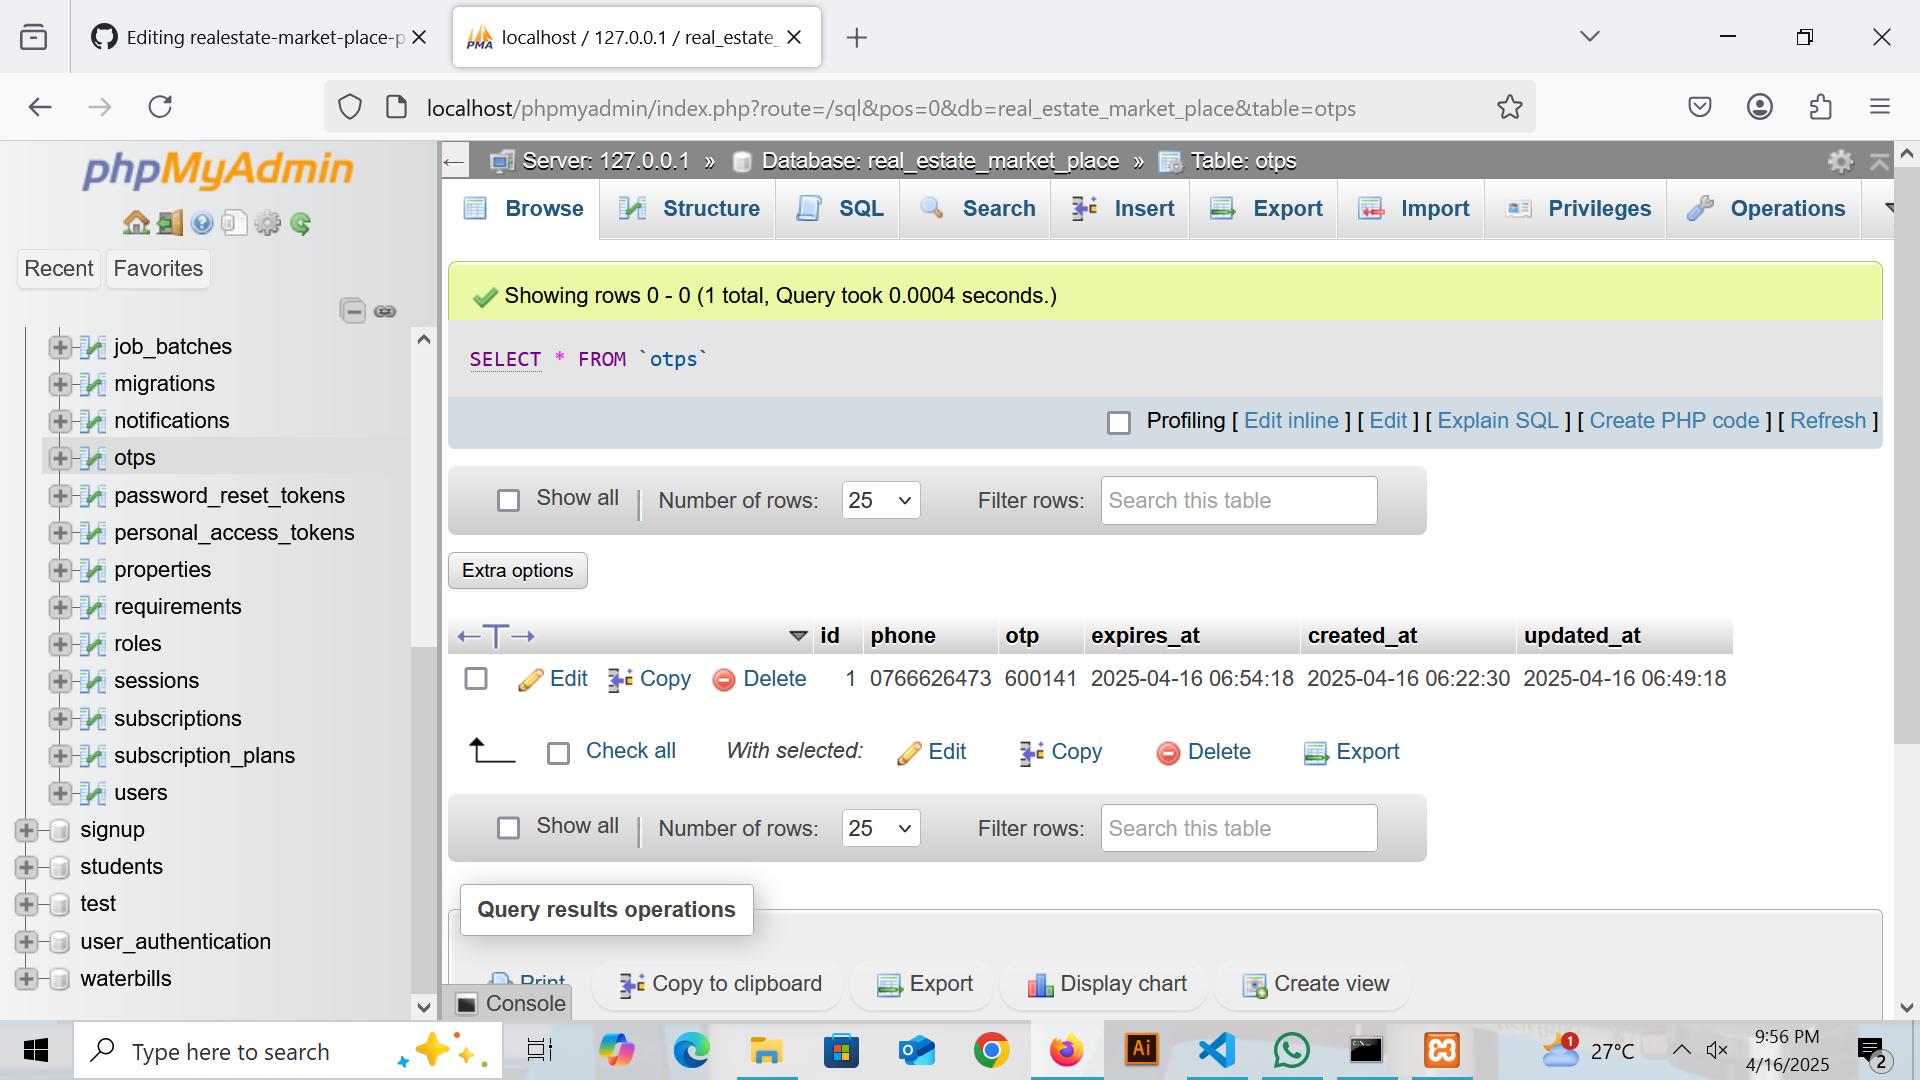 Editing realestate-market-place-p
localhost / 127.0.0.1 / real_estate_
localhost/phpmyadmin/index.php?route=/sql&pos=0&db=real_estate_market_place&table=otps
phpMyAdmin
Recent
Favorites
job_batches
migrations
notifications
otps
password_reset_tokens
personal_access_tokens
properties
requirements
roles
sessions
subscriptions
subscription_plans
users
signup
students
test
user_authentication
waterbills
Server: 127.0.0.1 » Database: real_estate_market_place » Table: otps
Browse Structure SQL Search Insert Export Import Privileges Operations
Showing rows 0 - 0 (1 total, Query took 0.0004 seconds.)
SELECT * FROM `otps`
Profiling [ Edit inline ] [ Edit ] [ Explain SQL ] [ Create PHP code ] [ Refresh ]
Show all Number of rows: 25 Filter rows: Search this table
Extra options
id phone otp expires_at created_at updated_at
Edit Copy Delete 1 0766626473 600141 2025-04-16 06:54:18 2025-04-16 06:22:30 2025-04-16 06:49:18
Check all With selected: Edit Copy Delete Export
Show all Number of rows: 25 Filter rows: Search this table
Query results operations
Print Copy to clipboard Export Display chart Create view
Console
Type here to search
Ai
1
27°C
9:56 PM
4/16/2025
2